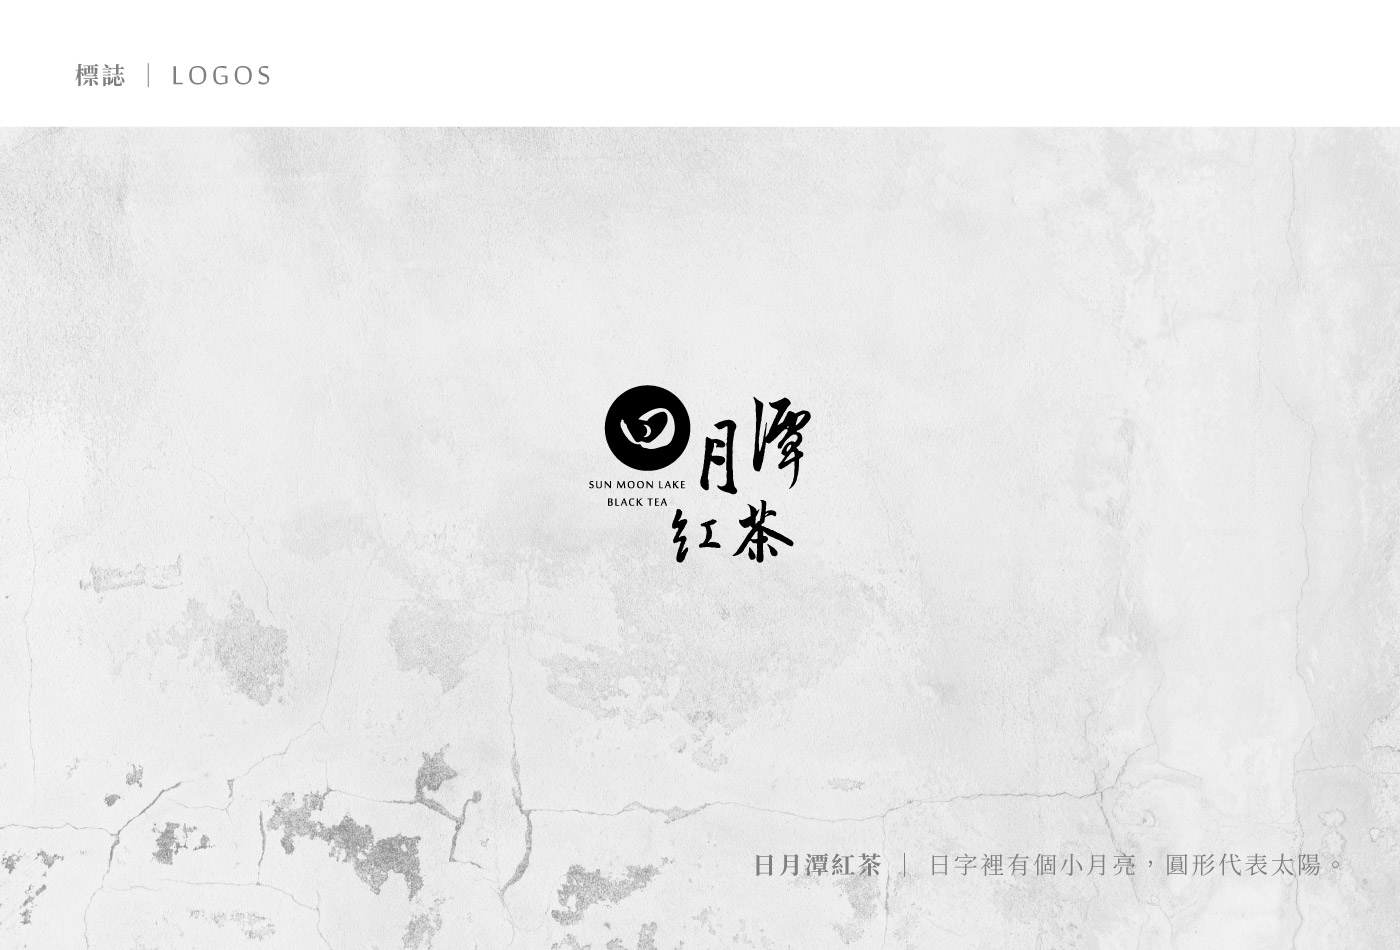 標誌｜LOGOS
日月潭
SUN MOON LAKE
BLACK TEA
紅茶
日月潭紅茶｜日字裡有個小月亮，圓形代表太陽。